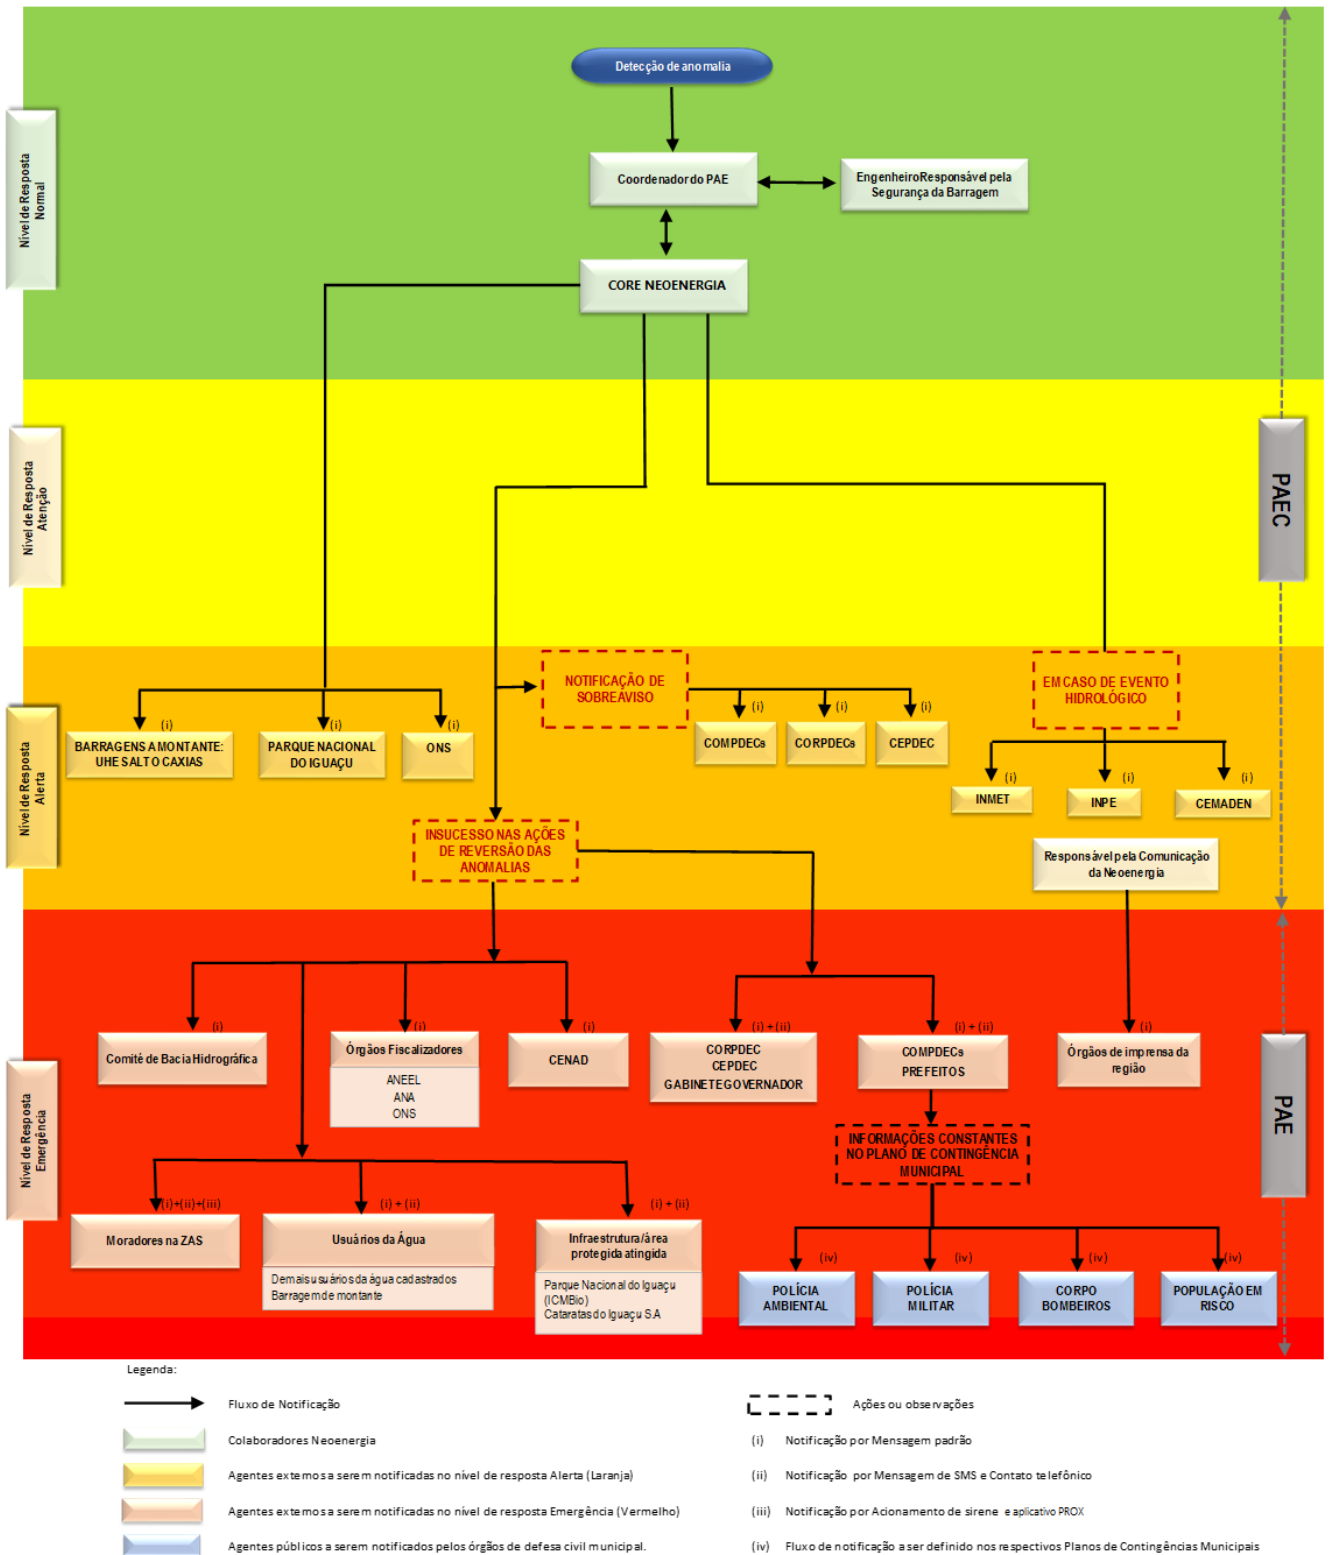 Detecção de anomalia
Nível de Resposta
Normal
Coordenador do PAE
Engenheiro Responsável pela
Segurança da Barragem
CORE NEOENERGIA
Nível de Resposta
Atenção
PAEC
Nível de Resposta
Alerta
NOTIFICAÇÃO DE
SOBREAVISO
EM CASO DE EVENTO
HIDROLÓGICO
(i)
(i)
(i)
(i)
(i)
(i)
BARRAGENS A MONTANTE:
UHE SALTO CAXIAS
PARQUE NACIONAL
DO IGUAÇU
ONS
COMPDECs
CORPDECs
CEPDEC
(i)
(i)
(i)
INMET
INPE
CEMADEN
INSUCESSO NAS AÇÕES
DE REVERSÃO DAS
ANOMALIAS
Responsável pela Comunicação
da Neoenergia
Nível de Resposta
Emergência
PAE
(i)
(i)
(i)
(i) + (ii)
(i) + (ii)
(i)
Comité de Bacia Hidrográfica
Órgãos Fiscalizadores
ANEEL
ANA
ONS
CENAD
CORPDEC
CEPDEC
GABINETE GOVERNADOR
COMPDECs
PREFEITOS
Órgãos de imprensa da
região
INFORMAÇÕES CONSTANTES
NO PLANO DE CONTINGÊNCIA
MUNICIPAL
(i)+(ii)+(iii)
(i) + (ii)
(i) + (ii)
Moradores na ZAS
Usuários da Água
Demais usuários da água cadastrados
Barragem de montante
Infraestrutura/área
protegida atingida
Parque Nacional do Iguaçu
(ICMBio)
Cataratas do Iguaçu S.A
(iv)
(iv)
(iv)
(iv)
POLÍCIA
AMBIENTAL
POLÍCIA
MILITAR
CORPO
BOMBEIROS
POPULAÇÃO EM
RISCO
Legenda:
Fluxo de Notificação
Colaboradores Neoenergia
Agentes externos a serem notificadas no nível de resposta Alerta (Laranja)
Agentes externos a serem notificadas no nível de resposta Emergência (Vermelho)
Agentes públicos a serem notificados pelos órgãos de defesa civil municipal.
Ações ou observações
(i) Notificação por Mensagem padrão
(ii) Notificação por Mensagem de SMS e Contato telefônico
(iii) Notificação por Acionamento de sirene e aplicativo PROX
(iv) Fluxo de notificação a ser definido nos respectivos Planos de Contingências Municipais